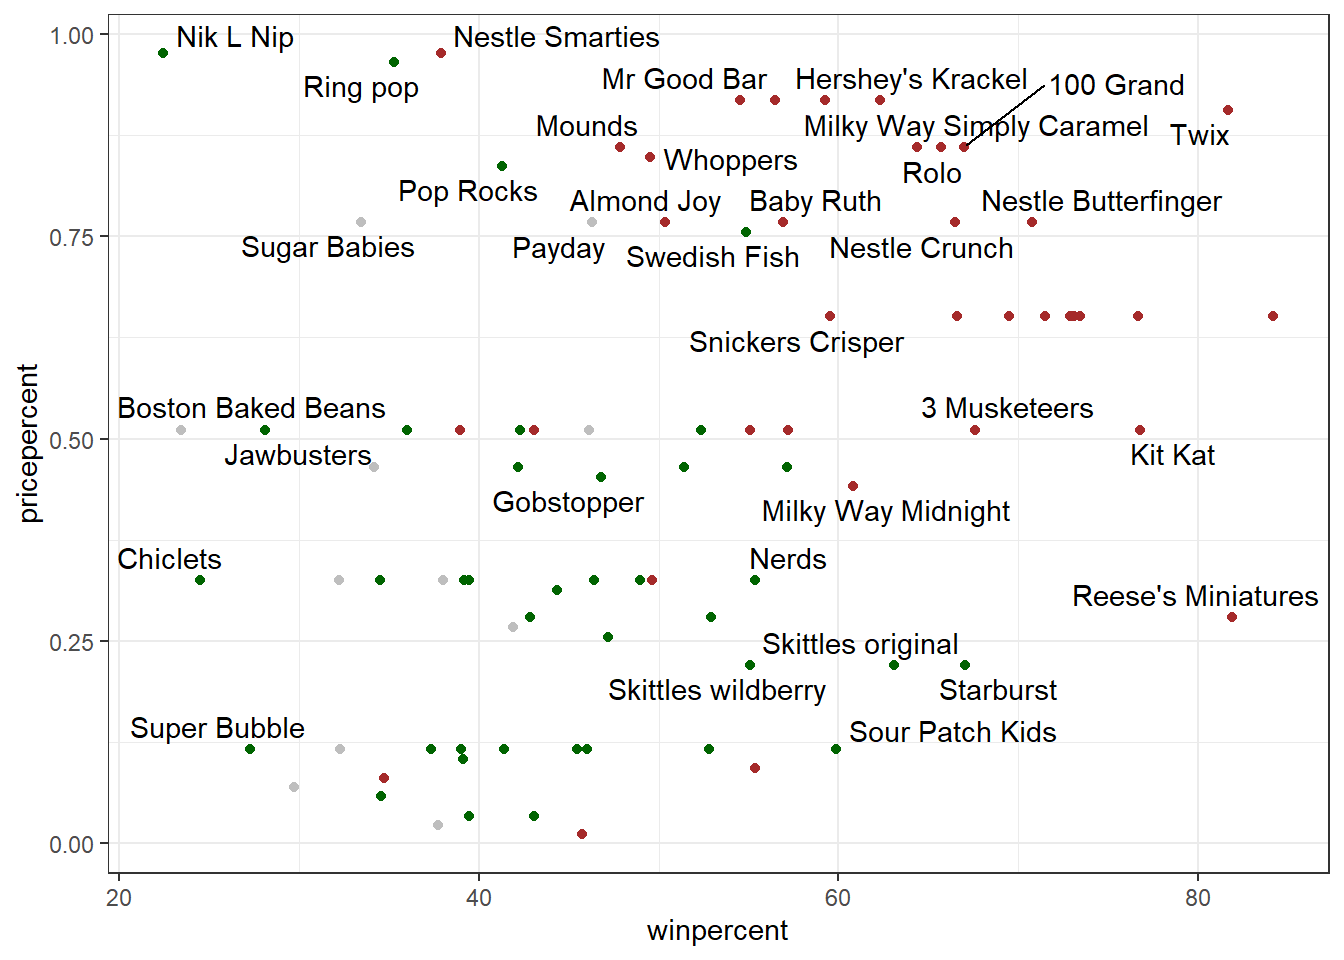 1.00
0.75
0.50
0.25
0.00
pricepercent
Nik L Nip
Nestle Smarties
Ring pop
Mr Good Bar
Hershey's Krackel
100 Grand
Mounds
Milky Way Simply Caramel
Twix
Whoppers
Rolo
Pop Rocks
Almond Joy
Baby Ruth
Nestle Butterfinger
Sugar Babies
Payday
Swedish Fish
Nestle Crunch
Snickers Crisper
Boston Baked Beans
3 Musketeers
Jawbusters
Kit Kat
Gobstopper
Milky Way Midnight
Chiclets
Nerds
Reese's Miniatures
Skittles original
Skittles wildberry
Starburst
Super Bubble
Sour Patch Kids
20
40
60
80
winpercent